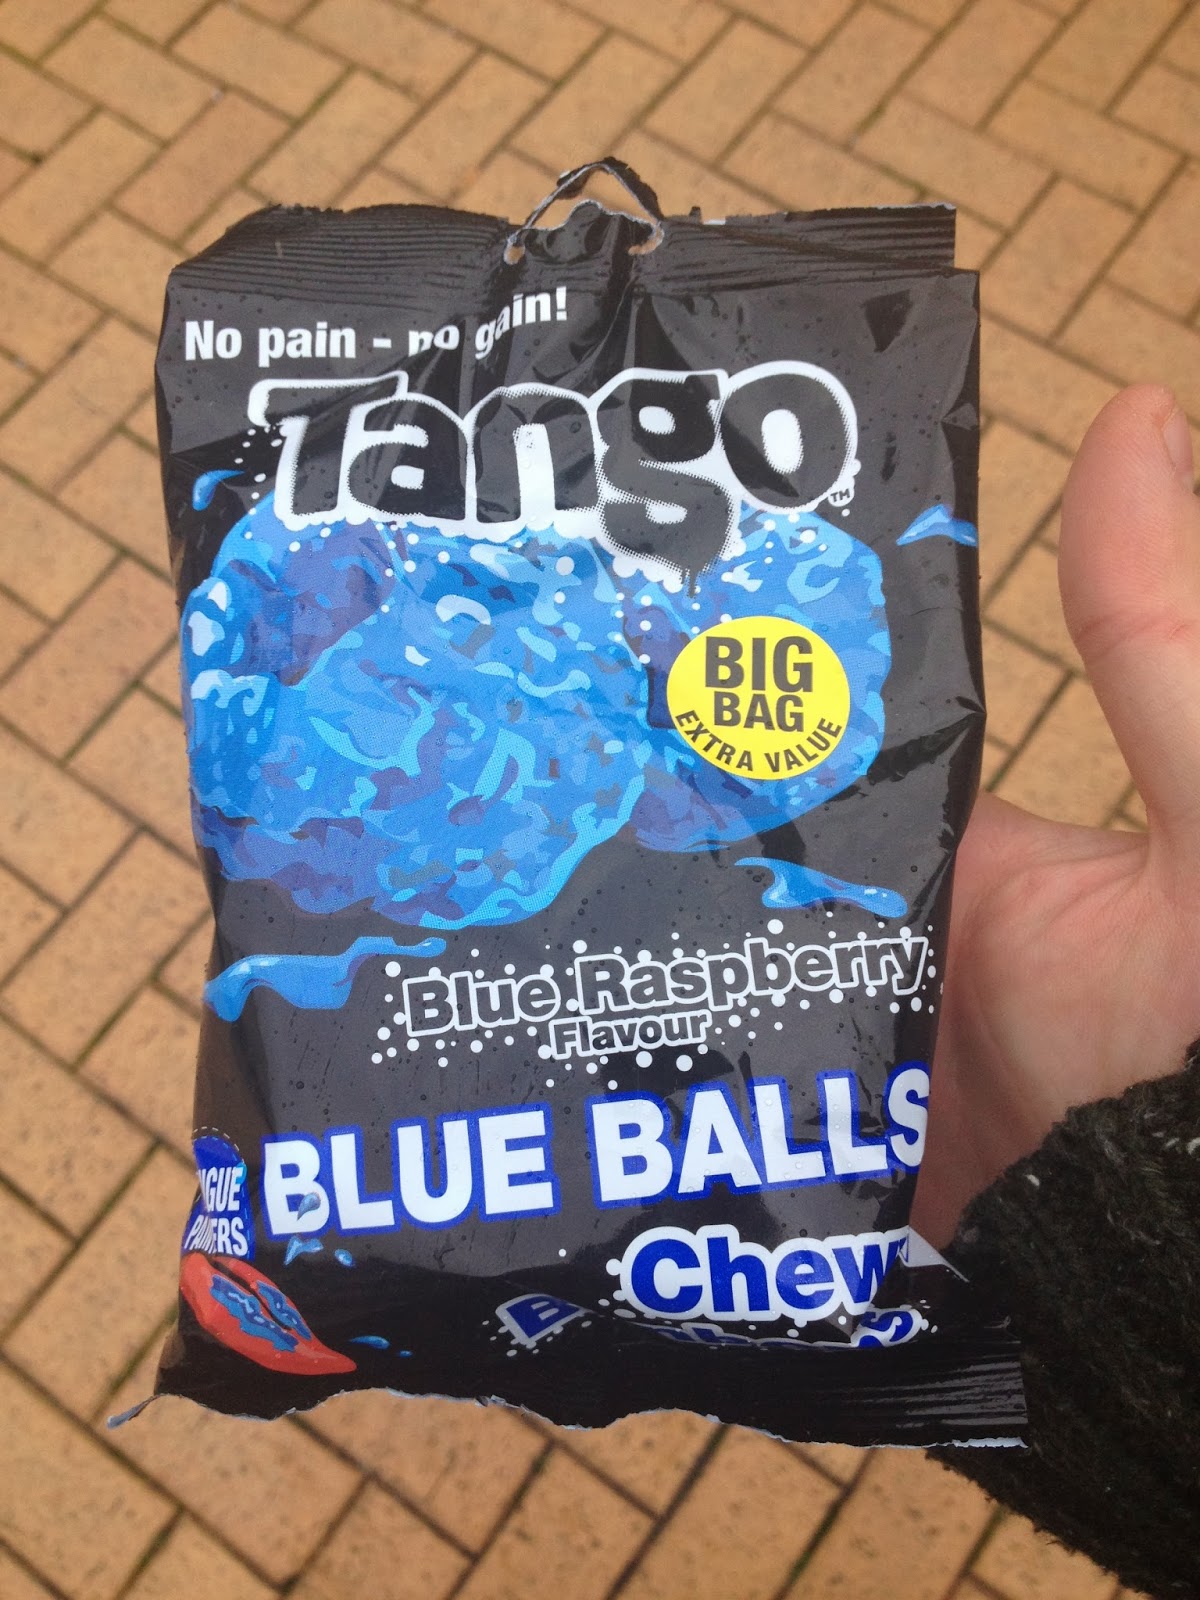 No pain - no gain!
Tango
TM
BIG
BAG
EXTRA VALUE
Blue Raspberry
Flavour
BLUE BALLS
Chew